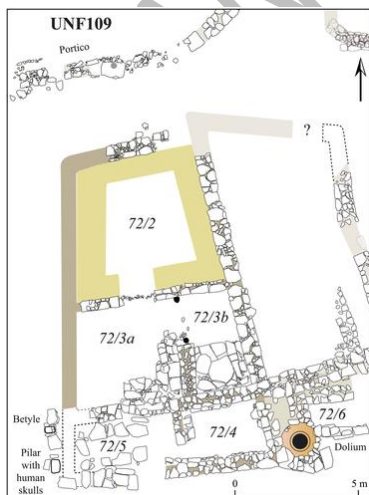 UNF109
Portico
?
72/2
72/3b
72/3a
Betyle
72/6
72/5
72/4
Dolium
Pilar
with
human
skulls
0
5 m